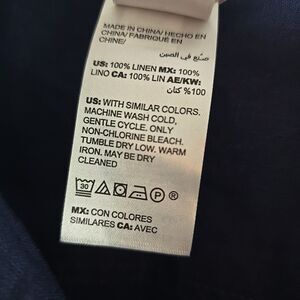 MADE IN CHINA/ HECHO EN
CHINA/ FABRIQUÉ EN
CHINE/
صنع في الصين
US: 100% LINEN MX: 100%
LINO CA: 100% LIN AE/KW:
%100 كتان
US: WITH SIMILAR COLORS.
MACHINE WASH COLD,
GENTLE CYCLE. ONLY
NON-CHLORINE BLEACH.
TUMBLE DRY LOW. WARM
IRON. MAY BE DRY
CLEANED
30 P
MX: CON COLORES
SIMILARES CA: AVEC